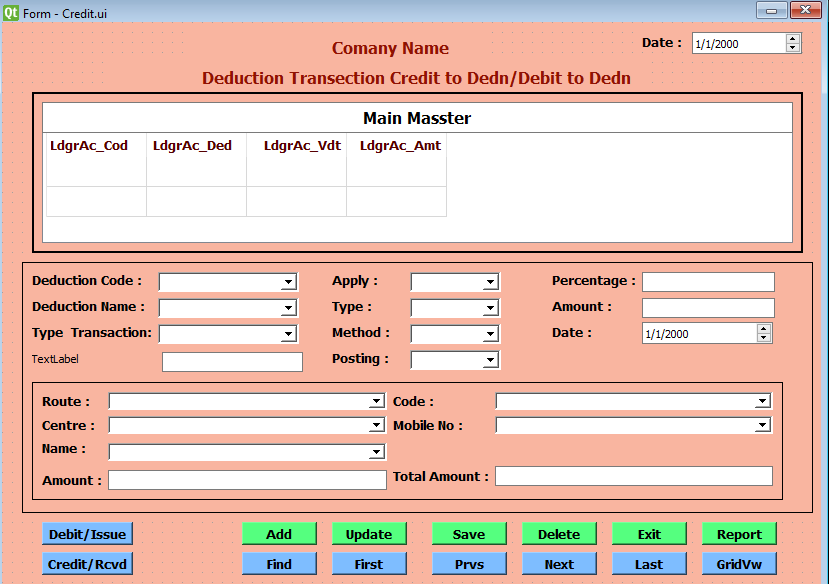 Qt Form - Credit.ui
Comany Name
Date : 1/1/2000
Deduction Transection Credit to Dedn/Debit to Dedn
Main Masster
LdgrAc_Cod LdgrAc_Ded LdgrAc_Vdt LdgrAc_Amt
Deduction Code : Apply : Percentage :
Deduction Name : Type : Amount :
Type Transaction: Method : Date : 1/1/2000
TextLabel Posting :
Route : Code :
Centre : Mobile No :
Name :
Amount : Total Amount :
Debit/Issue Add Update Save Delete Exit Report
Credit/Rcvd Find First Prvs Next Last GridVw